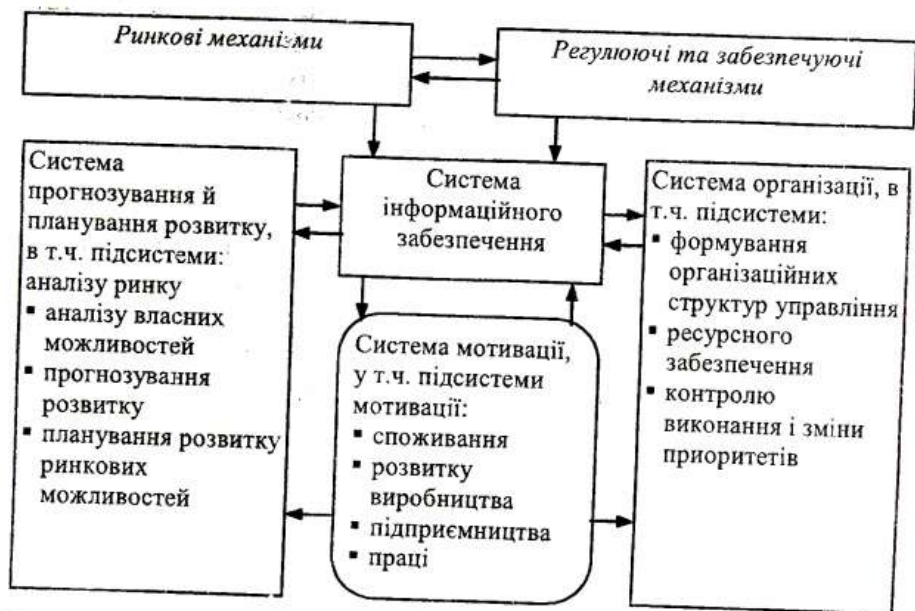 Ринкові механізми
Регулюючі та забезпечуючі
механізми
Система
прогнозування й
планування розвитку,
в т.ч. підсистеми:
аналізу ринку
▪ аналізу власних
можливостей
▪ прогнозування
розвитку
▪ планування розвитку
ринкових
можливостей
Система
інформаційного
забезпечення
Система мотивації,
у т.ч. підсистеми
мотивації:
▪ споживання
▪ розвитку
виробництва
▪ підприємництва
▪ праці
Система організації, в
т.ч. підсистеми:
▪ формування
організаційних
структур управління
▪ ресурсного
забезпечення
▪ контролю
виконання і зміни
приоритетів